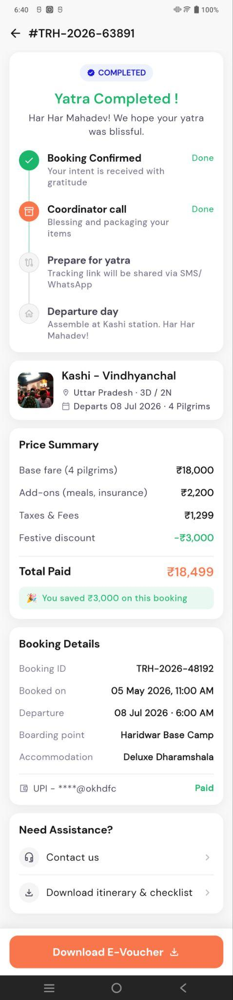 6:40
100%
#TRH-2026-63891
COMPLETED
Yatra Completed !
Har Har Mahadev! We hope your yatra
was blissful.
Booking Confirmed
Done
Your intent is received with
gratitude
Coordinator call
Done
Blessing and packaging your
items
Prepare for yatra
Tracking link will be shared via SMS/
WhatsApp
Departure day
Assemble at Kashi station. Har Har
Mahadev!
Kashi - Vindhyanchal
Uttar Pradesh · 3D / 2N
Departs 08 Jul 2026 · 4 Pilgrims
Price Summary
Base fare (4 pilgrims) ₹18,000
Add-ons (meals, insurance) ₹2,200
Taxes & Fees ₹1,299
Festive discount -₹3,000
Total Paid ₹18,499
🎉 You saved ₹3,000 on this booking
Booking Details
Booking ID TRH-2026-48192
Booked on 05 May 2026, 11:00 AM
Departure 08 Jul 2026 · 6:00 AM
Boarding point Haridwar Base Camp
Accommodation Deluxe Dharamshala
UPI - ****@okhdfc Paid
Need Assistance?
Contact us
Download itinerary & checklist
Download E-Voucher